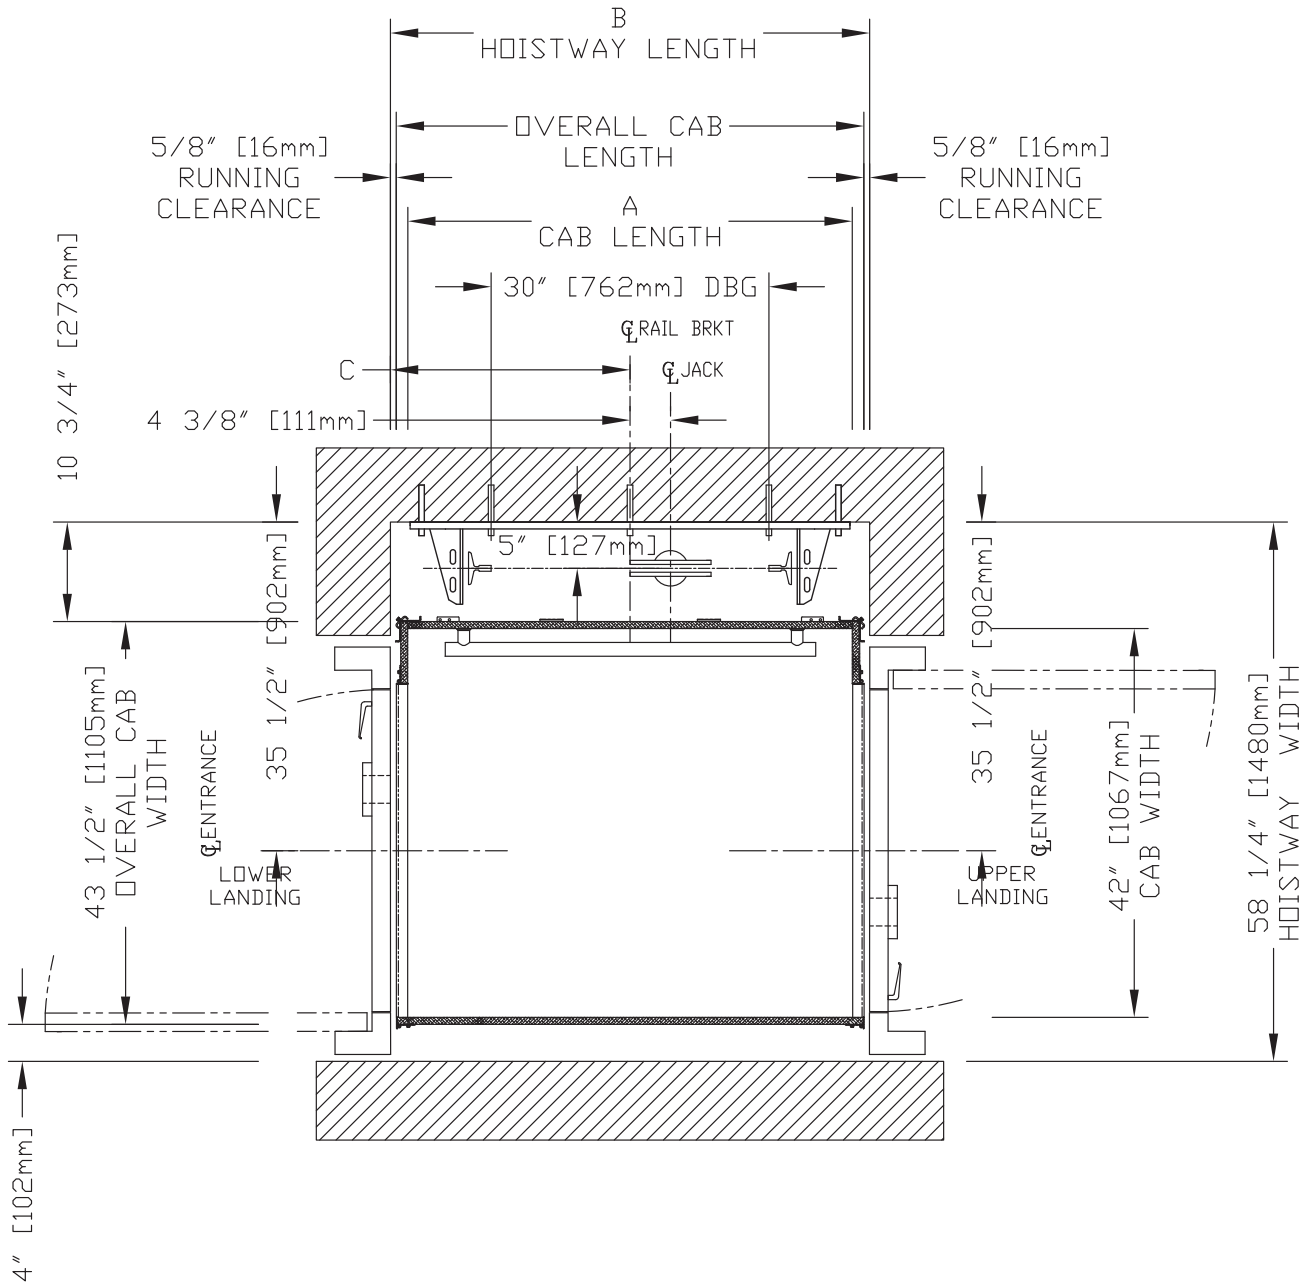 B
HOISTWAY LENGTH
OVERALL CAB
LENGTH
5/8" [16mm]
RUNNING
CLEARANCE
5/8" [16mm]
RUNNING
CLEARANCE
A
CAB LENGTH
30" [762mm] DBG
℄ RAIL BRKT
C
℄ JACK
4 3/8" [111mm]
10 3/4" [273mm]
5" [127mm]
35 1/2" [902mm]
35 1/2" [902mm]
43 1/2" [1105mm]
OVERALL CAB
WIDTH
℄ ENTRANCE
LOWER
LANDING
℄ ENTRANCE
UPPER
LANDING
42" [1067mm]
CAB WIDTH
58 1/4" [1480mm]
HOISTWAY WIDTH
4" [102mm]